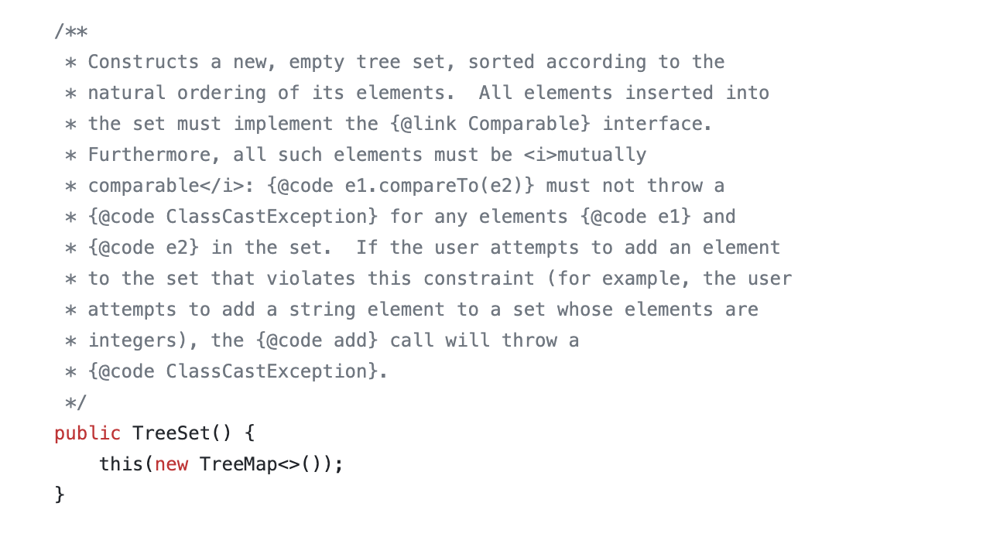 /**
 * Constructs a new, empty tree set, sorted according to the
 * natural ordering of its elements.  All elements inserted into
 * the set must implement the {@link Comparable} interface.
 * Furthermore, all such elements must be <i>mutually
 * comparable</i>: {@code e1.compareTo(e2)} must not throw a
 * {@code ClassCastException} for any elements {@code e1} and
 * {@code e2} in the set.  If the user attempts to add an element
 * to the set that violates this constraint (for example, the user
 * attempts to add a string element to a set whose elements are
 * integers), the {@code add} call will throw a
 * {@code ClassCastException}.
 */
public TreeSet() {
    this(new TreeMap<>());
}